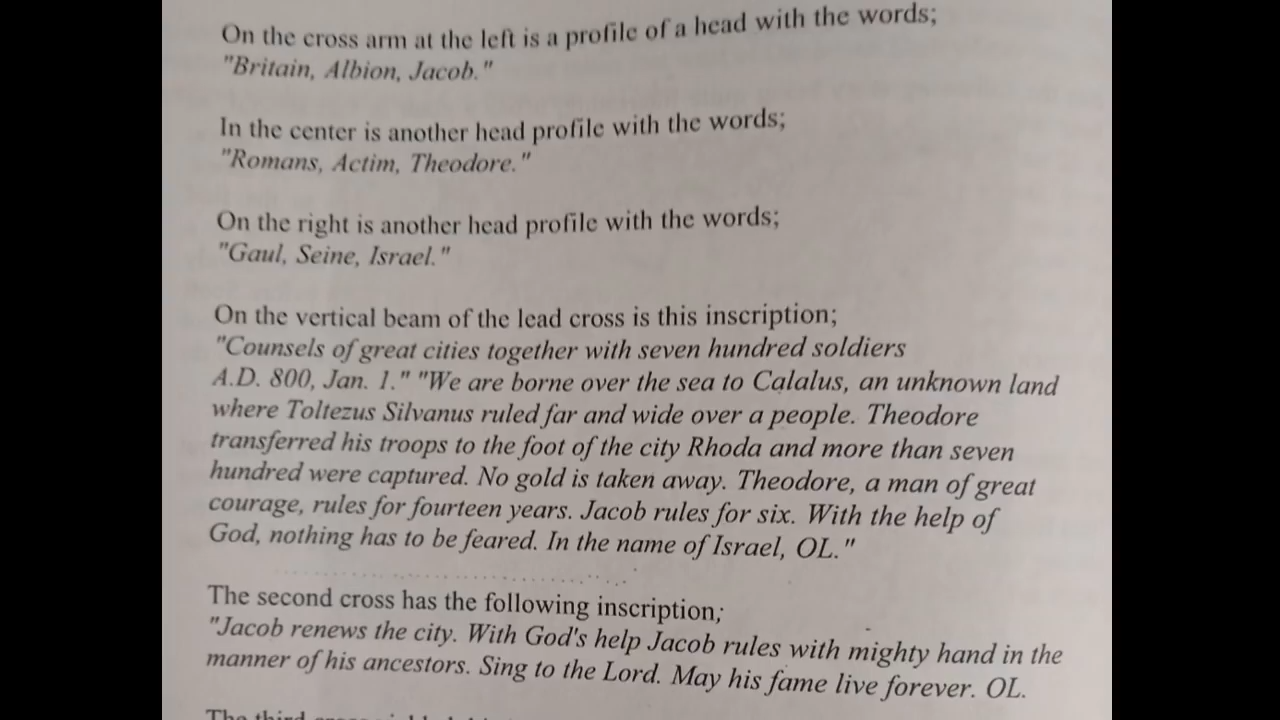 On the cross arm at the left is a profile of a head with the words;
"Britain, Albion, Jacob."
In the center is another head profile with the words;
"Romans, Actim, Theodore."
On the right is another head profile with the words;
"Gaul, Seine, Israel."
On the vertical beam of the lead cross is this inscription;
"Counsels of great cities together with seven hundred soldiers
A.D. 800, Jan. 1." "We are borne over the sea to Calalus, an unknown land
where Toltezus Silvanus ruled far and wide over a people. Theodore
transferred his troops to the foot of the city Rhoda and more than seven
hundred were captured. No gold is taken away. Theodore, a man of great
courage, rules for fourteen years. Jacob rules for six. With the help of
God, nothing has to be feared. In the name of Israel, OL."
The second cross has the following inscription;
"Jacob renews the city. With God's help Jacob rules with mighty hand in the
manner of his ancestors. Sing to the Lord. May his fame live forever. OL.
The third cross